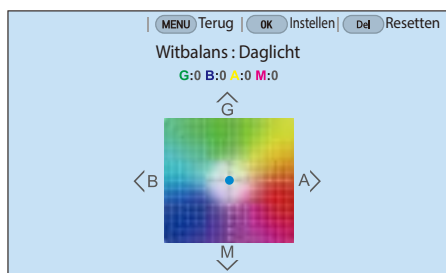 MENU Terug | OK Instellen | Del Resetten
Witbalans : Daglicht
G:0 B:0 A:0 M:0
G
B A
M